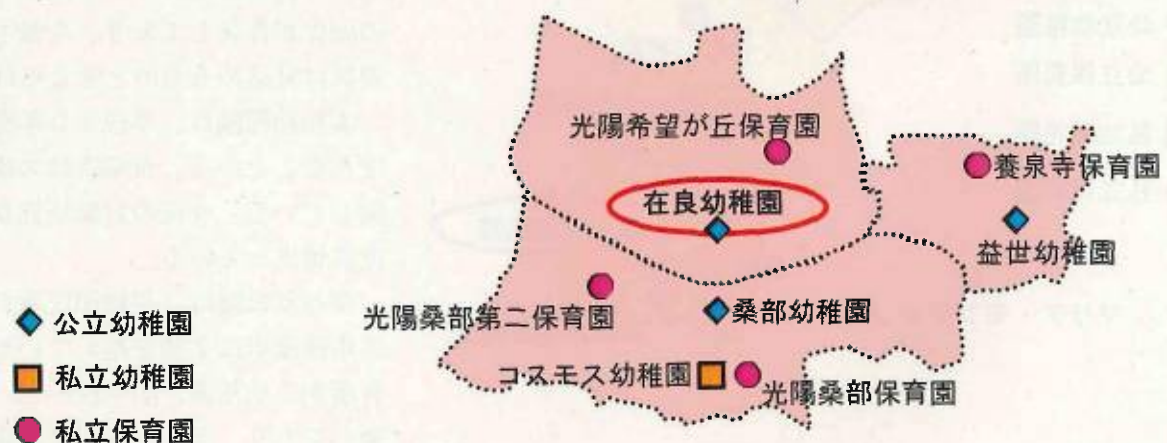 光陽希望が丘保育園
養泉寺保育園
在良幼稚園
益世幼稚園
光陽桑部第二保育園
桑部幼稚園
コスモス幼稚園
光陽桑部保育園
公立幼稚園
私立幼稚園
私立保育園